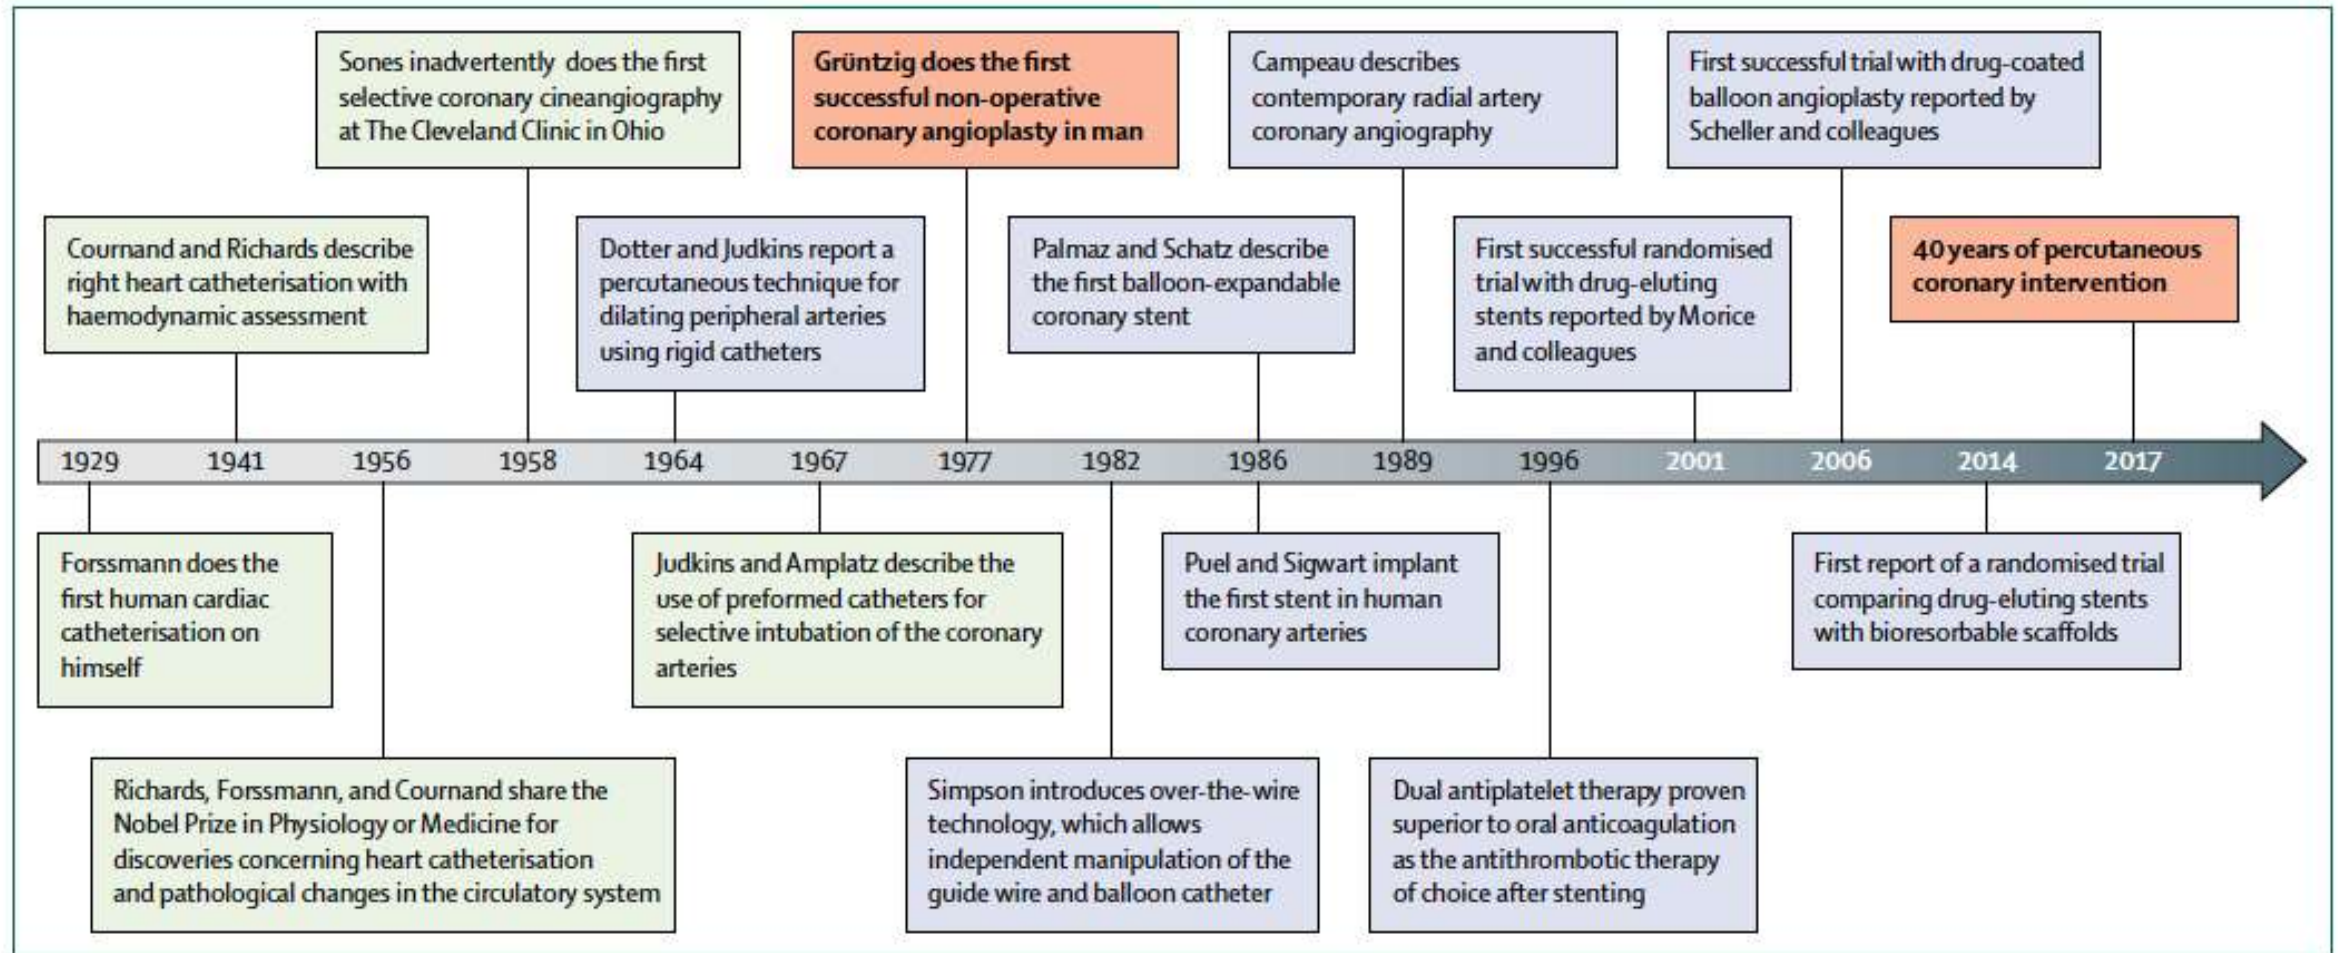 Sones inadvertently does the first
selective coronary cineangiography
at The Cleveland Clinic in Ohio
Grüntzig does the first
successful non-operative
coronary angioplasty in man
Campeau describes
contemporary radial artery
coronary angiography
First successful trial with drug-coated
balloon angioplasty reported by
Scheller and colleagues
Cournand and Richards describe
right heart catheterisation with
haemodynamic assessment
Dotter and Judkins report a
percutaneous technique for
dilating peripheral arteries
using rigid catheters
Palmaz and Schatz describe
the first balloon-expandable
coronary stent
First successful randomised
trial with drug-eluting
stents reported by Morice
and colleagues
40 years of percutaneous
coronary intervention
1929 1941 1956 1958 1964 1967 1977 1982 1986 1989 1996 2001 2006 2014 2017
Forssmann does the
first human cardiac
catheterisation on
himself
Judkins and Amplatz describe the
use of preformed catheters for
selective intubation of the coronary
arteries
Puel and Sigwart implant
the first stent in human
coronary arteries
First report of a randomised trial
comparing drug-eluting stents
with bioresorbable scaffolds
Richards, Forssmann, and Cournand share the
Nobel Prize in Physiology or Medicine for
discoveries concerning heart catheterisation
and pathological changes in the circulatory system
Simpson introduces over-the-wire
technology, which allows
independent manipulation of the
guide wire and balloon catheter
Dual antiplatelet therapy proven
superior to oral anticoagulation
as the antithrombotic therapy
of choice after stenting